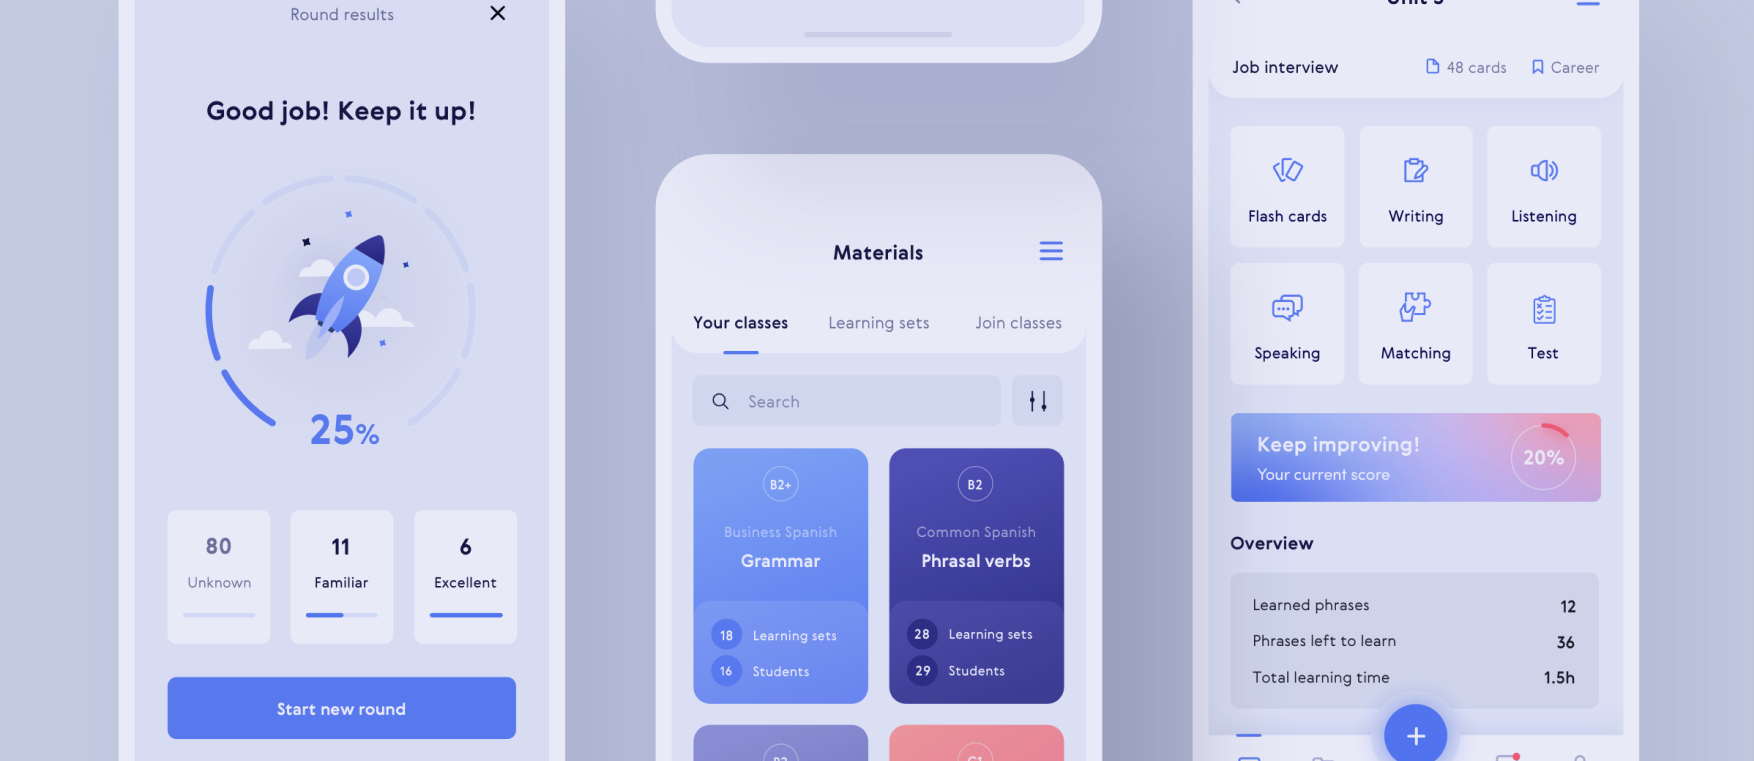 Round results
Good job! Keep it up!
25%
80
Unknown
11
Familiar
6
Excellent
Start new round
Materials
Your classes
Learning sets
Join classes
Search
B2+
Business Spanish
Grammar
18 Learning sets
16 Students
B2
Common Spanish
Phrasal verbs
28 Learning sets
29 Students
Job interview
48 cards
Career
Flash cards
Writing
Listening
Speaking
Matching
Test
Keep improving!
Your current score
20%
Overview
Learned phrases 12
Phrases left to learn 36
Total learning time 1.5h